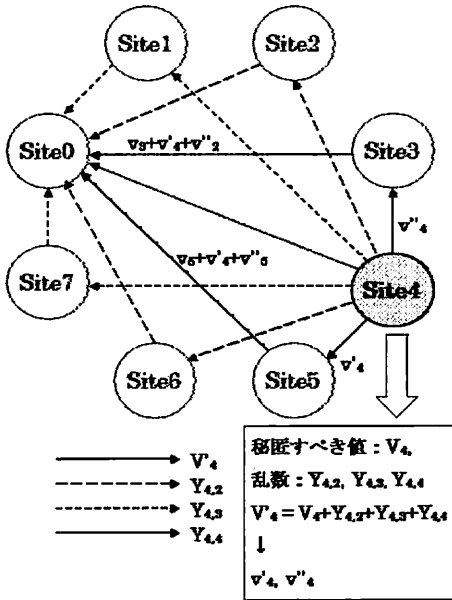 Site1
Site2
Site0
v3+v'4+v''2
Site3
v''4
v5+v'4+v''5
Site7
Site4
Site6
Site5
v'4
V'4
Y4,2
Y4,3
Y4,4
秘匿すべき値：V4,
乱数：Y4,2, Y4,3, Y4,4
V'4＝V4+Y4,2+Y4,3+Y4,4
↓
v'4, v''4